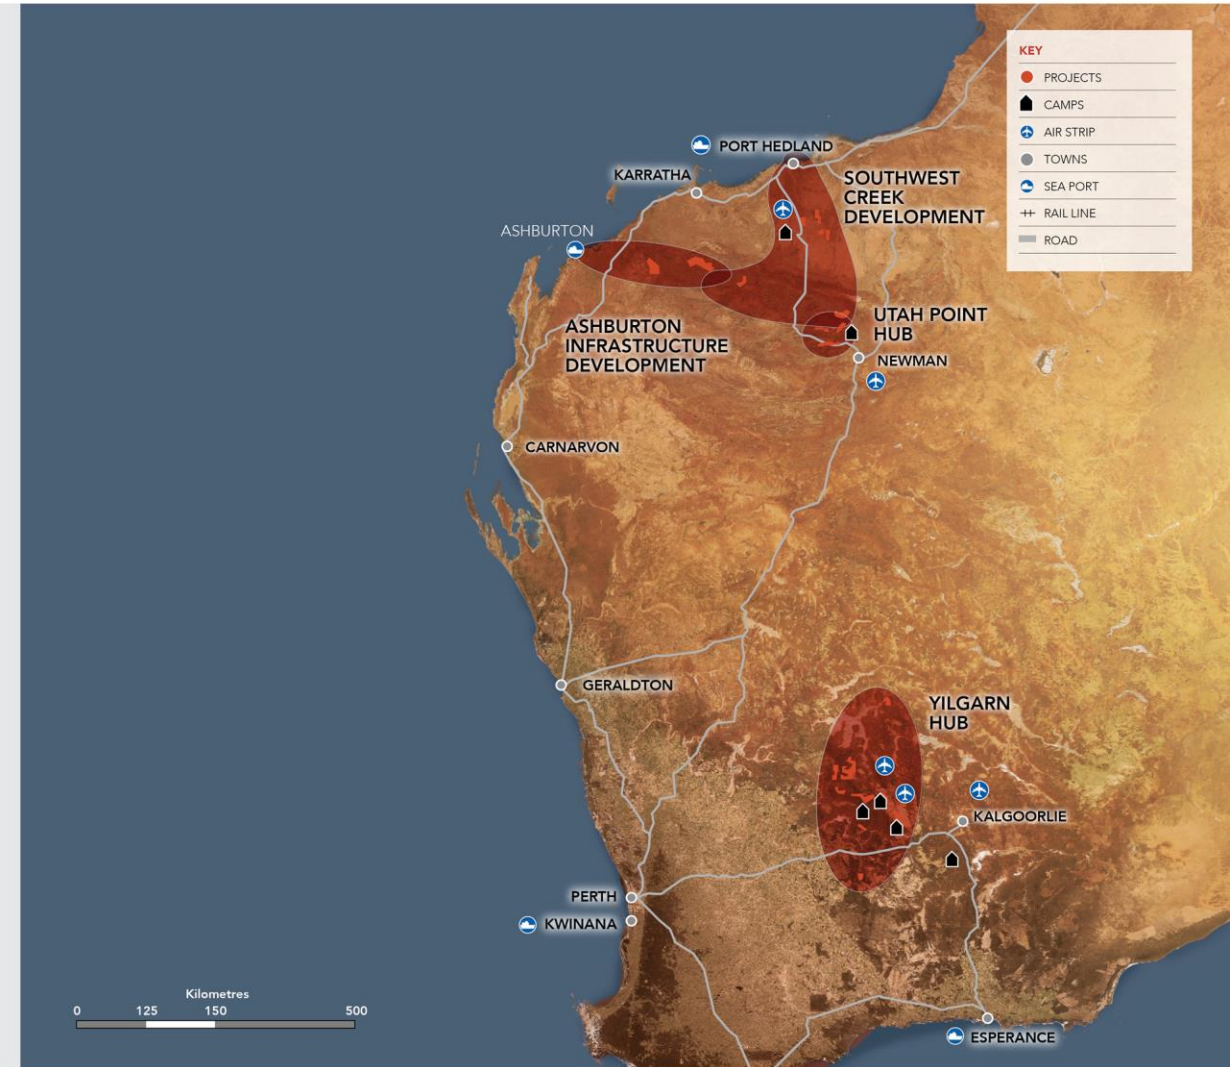 KEY
PROJECTS
CAMPS
AIR STRIP
TOWNS
SEA PORT
RAIL LINE
ROAD
PORT HEDLAND
KARRATHA
SOUTHWEST
CREEK
DEVELOPMENT
ASHBURTON
UTAH POINT
HUB
ASHBURTON
INFRASTRUCTURE
DEVELOPMENT
NEWMAN
CARNARVON
GERALDTON
YILGARN
HUB
KALGOORLIE
PERTH
KWINANA
Kilometres
0 125 150 500
ESPERANCE